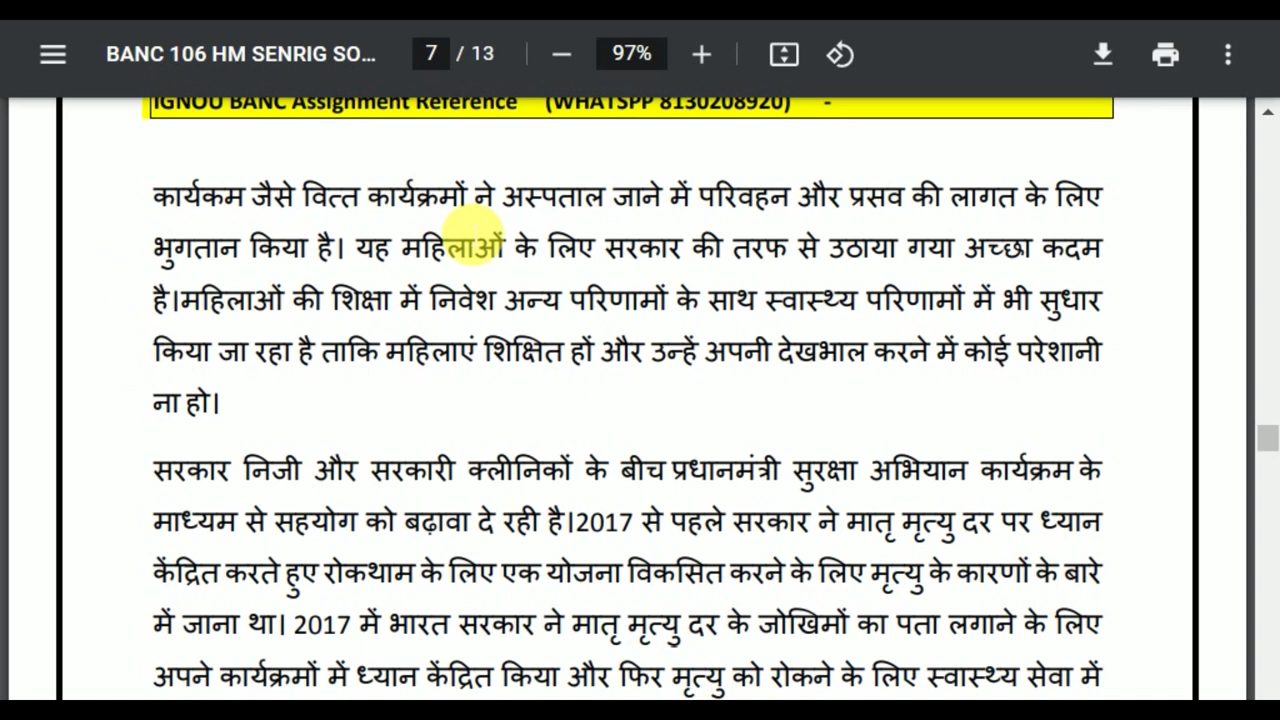 BANC 106 HM SENRIG SO... 7 / 13 97%
IGNOU BANC Assignment Reference (WHATSPP 8130208920) -
कार्यकम जैसे वित्त कार्यक्रमों ने अस्पताल जाने में परिवहन और प्रसव की लागत के लिए
भुगतान किया है। यह महिलाओं के लिए सरकार की तरफ से उठाया गया अच्छा कदम
है।महिलाओं की शिक्षा में निवेश अन्य परिणामों के साथ स्वास्थ्य परिणामों में भी सुधार
किया जा रहा है ताकि महिलाएं शिक्षित हों और उन्हें अपनी देखभाल करने में कोई परेशानी
ना हो।
सरकार निजी और सरकारी क्लीनिकों के बीच प्रधानमंत्री सुरक्षा अभियान कार्यक्रम के
माध्यम से सहयोग को बढ़ावा दे रही है।2017 से पहले सरकार ने मातृ मृत्यु दर पर ध्यान
केंद्रित करते हुए रोकथाम के लिए एक योजना विकसित करने के लिए मृत्यु के कारणों के बारे
में जाना था। 2017 में भारत सरकार ने मातृ मृत्यु दर के जोखिमों का पता लगाने के लिए
अपने कार्यक्रमों में ध्यान केंद्रित किया और फिर मृत्यु को रोकने के लिए स्वास्थ्य सेवा में